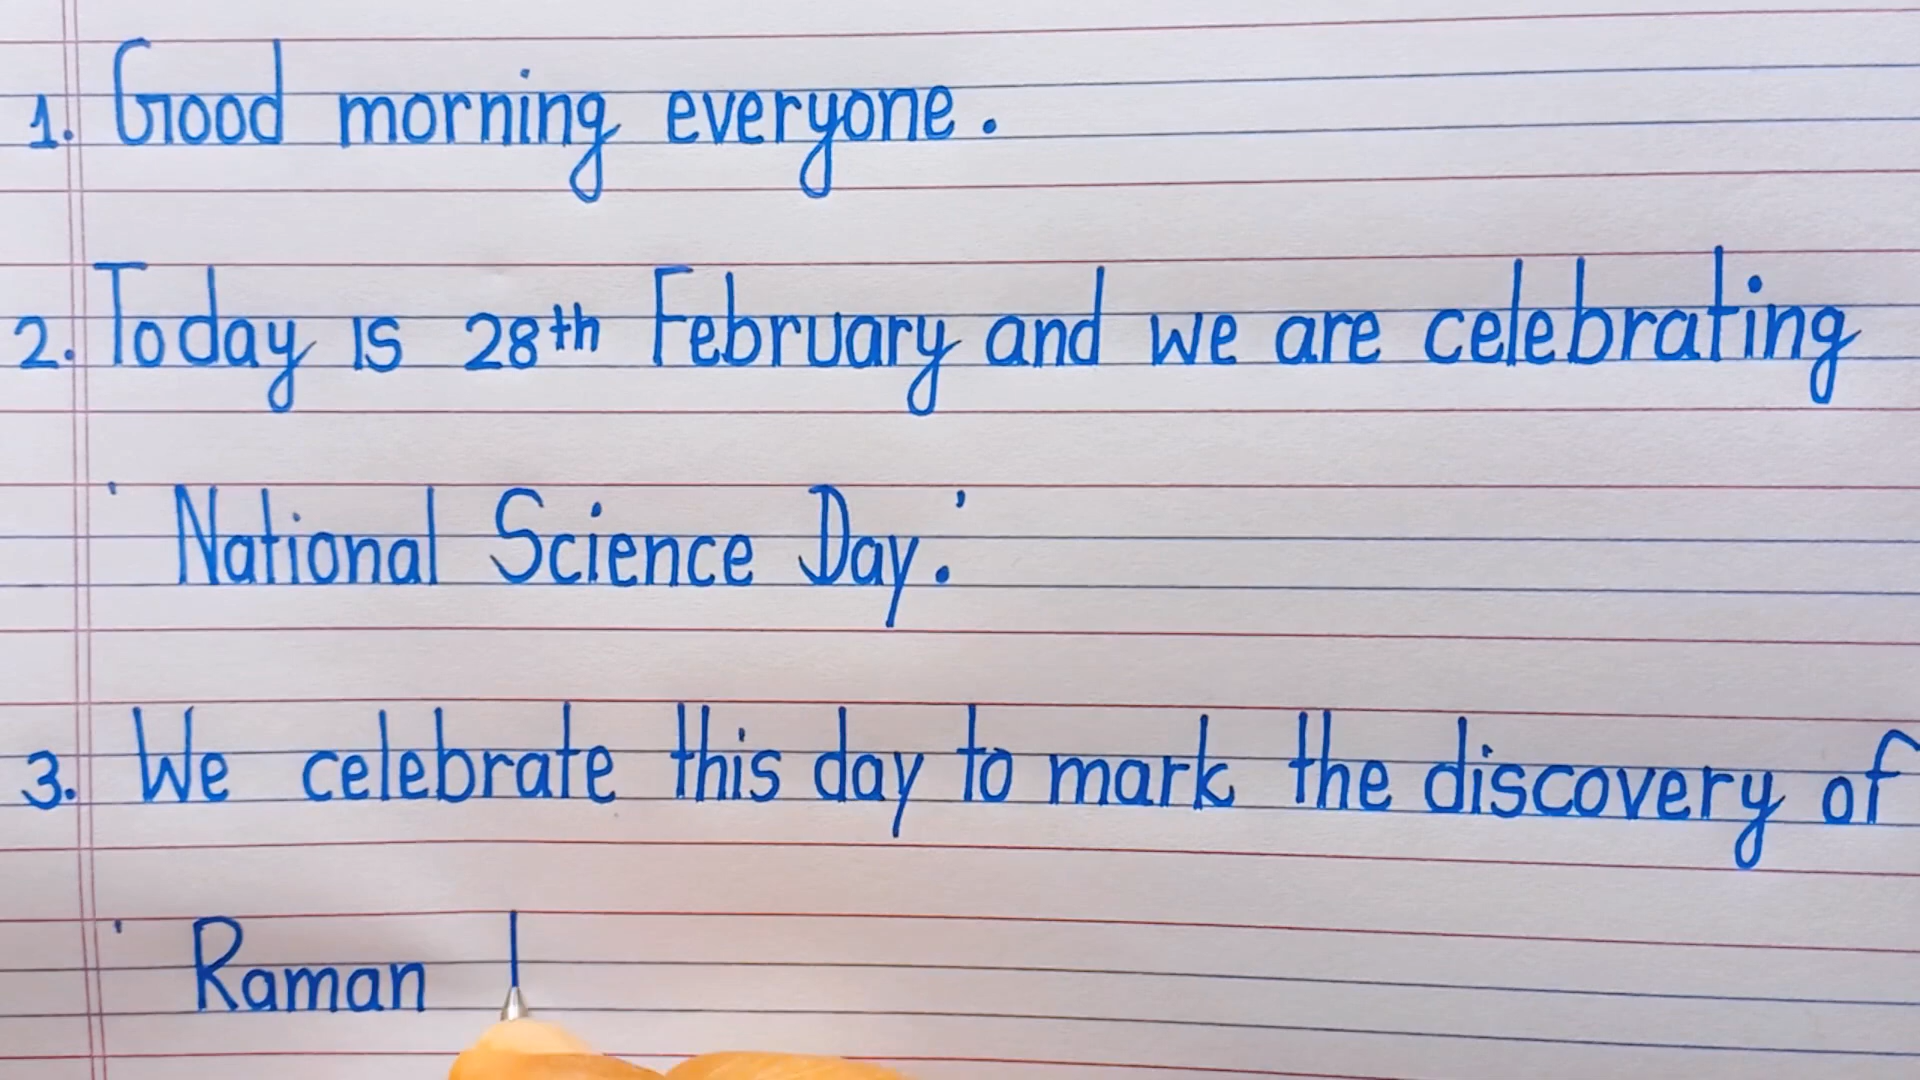 1. Good morning everyone.
2. Today is 28th February and we are celebrating
'National Science Day.'
3. We celebrate this day to mark the discovery of
'Raman